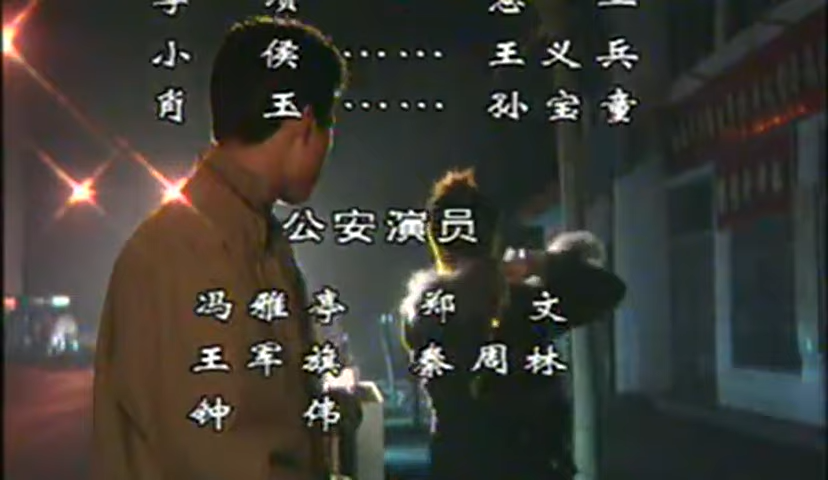 小 侯 …… 王义兵
肖 玉 …… 孙宝童
公安演员
冯雅亭 郑 文
王军旗 秦周林
钟 伟